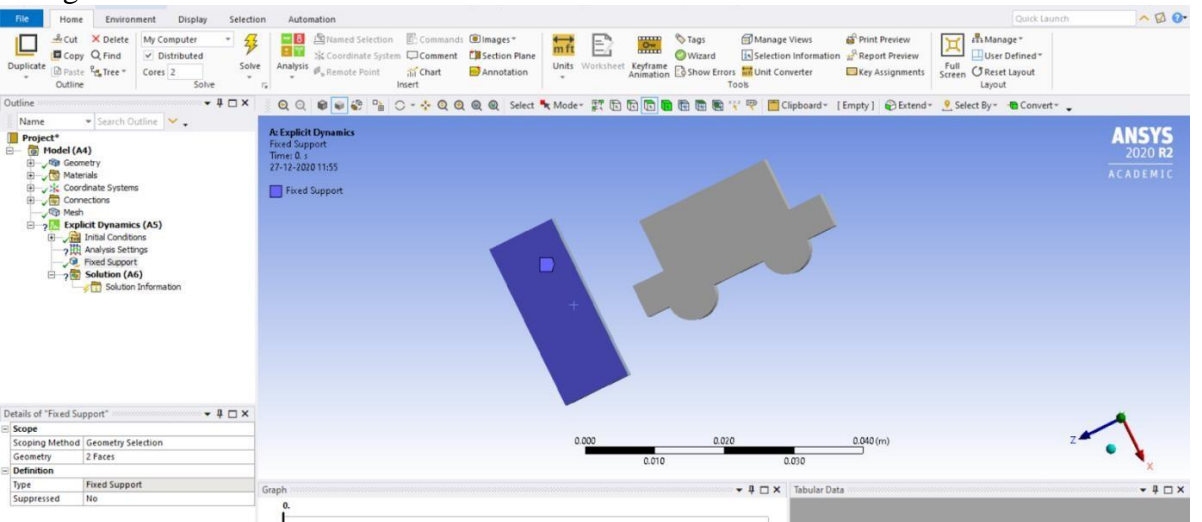 File Home Environment Display Selection Automation Quick Launch
Duplicate Cut Copy Paste Delete Find Tree Outline
My Computer Distributed Cores 2 Solve Solve
Analysis Named Selection Coordinate System Remote Point Commands Comment Chart Images Section Plane Annotation Insert
Units Worksheet Keyframe Animation Tags Wizard Show Errors Manage Views Selection Information Unit Converter Print Preview Report Preview Key Assignments Tools
Full Screen Manage User Defined Reset Layout Layout
Outline
Select Mode Clipboard [ Empty ] Extend Select By Convert
Name Search Outline
Project*
Model (A4)
Geometry
Materials
Coordinate Systems
Connections
Mesh
Explicit Dynamics (A5)
Initial Conditions
Analysis Settings
Fixed Support
Solution (A6)
Solution Information
A: Explicit Dynamics
Fixed Support
Time: 0. s
27-12-2020 11:55
Fixed Support
ANSYS
2020 R2
ACADEMIC
0.000 0.020 0.040 (m)
0.010 0.030
Z
X
Details of "Fixed Support"
Scope
Scoping Method Geometry Selection
Geometry 2 Faces
Definition
Type Fixed Support
Suppressed No
Graph
0.
Tabular Data